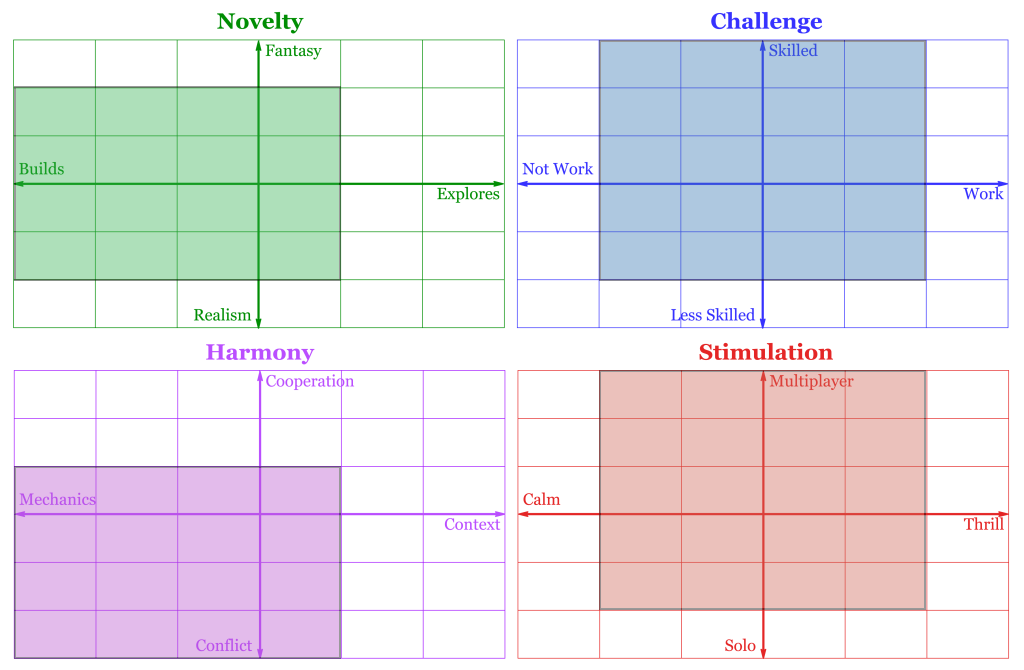 Novelty
Fantasy
Builds
Explores
Realism
Challenge
Skilled
Not Work
Work
Less Skilled
Harmony
Cooperation
Mechanics
Context
Conflict
Stimulation
Multiplayer
Calm
Thrill
Solo